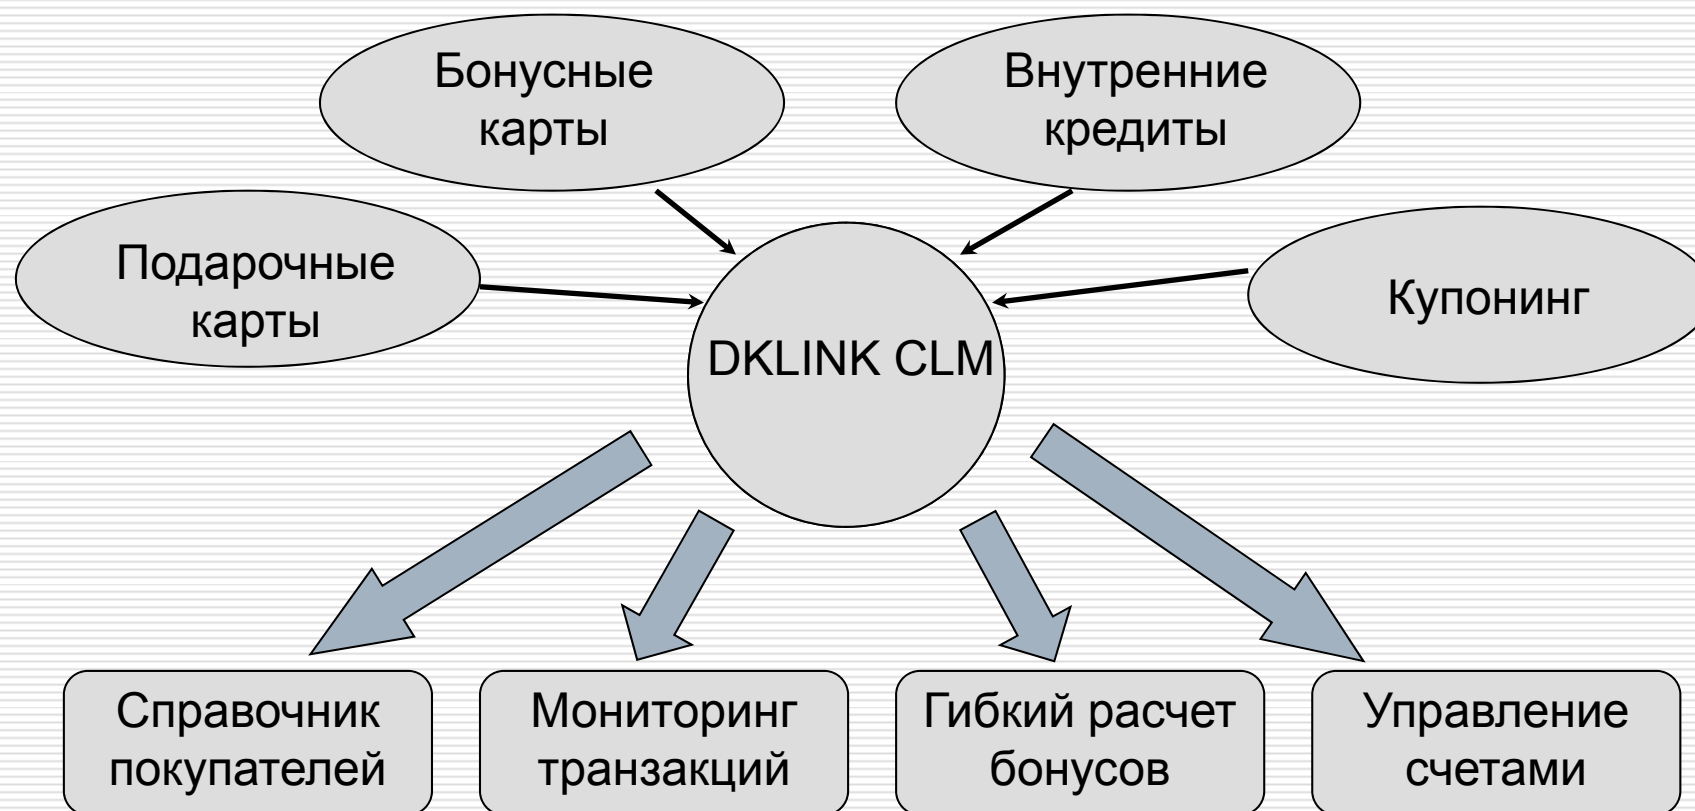 Бонусные
карты
Внутренние
кредиты
Подарочные
карты
Купонинг
DKLINK CLM
Справочник
покупателей
Мониторинг
транзакций
Гибкий расчет
бонусов
Управление
счетами